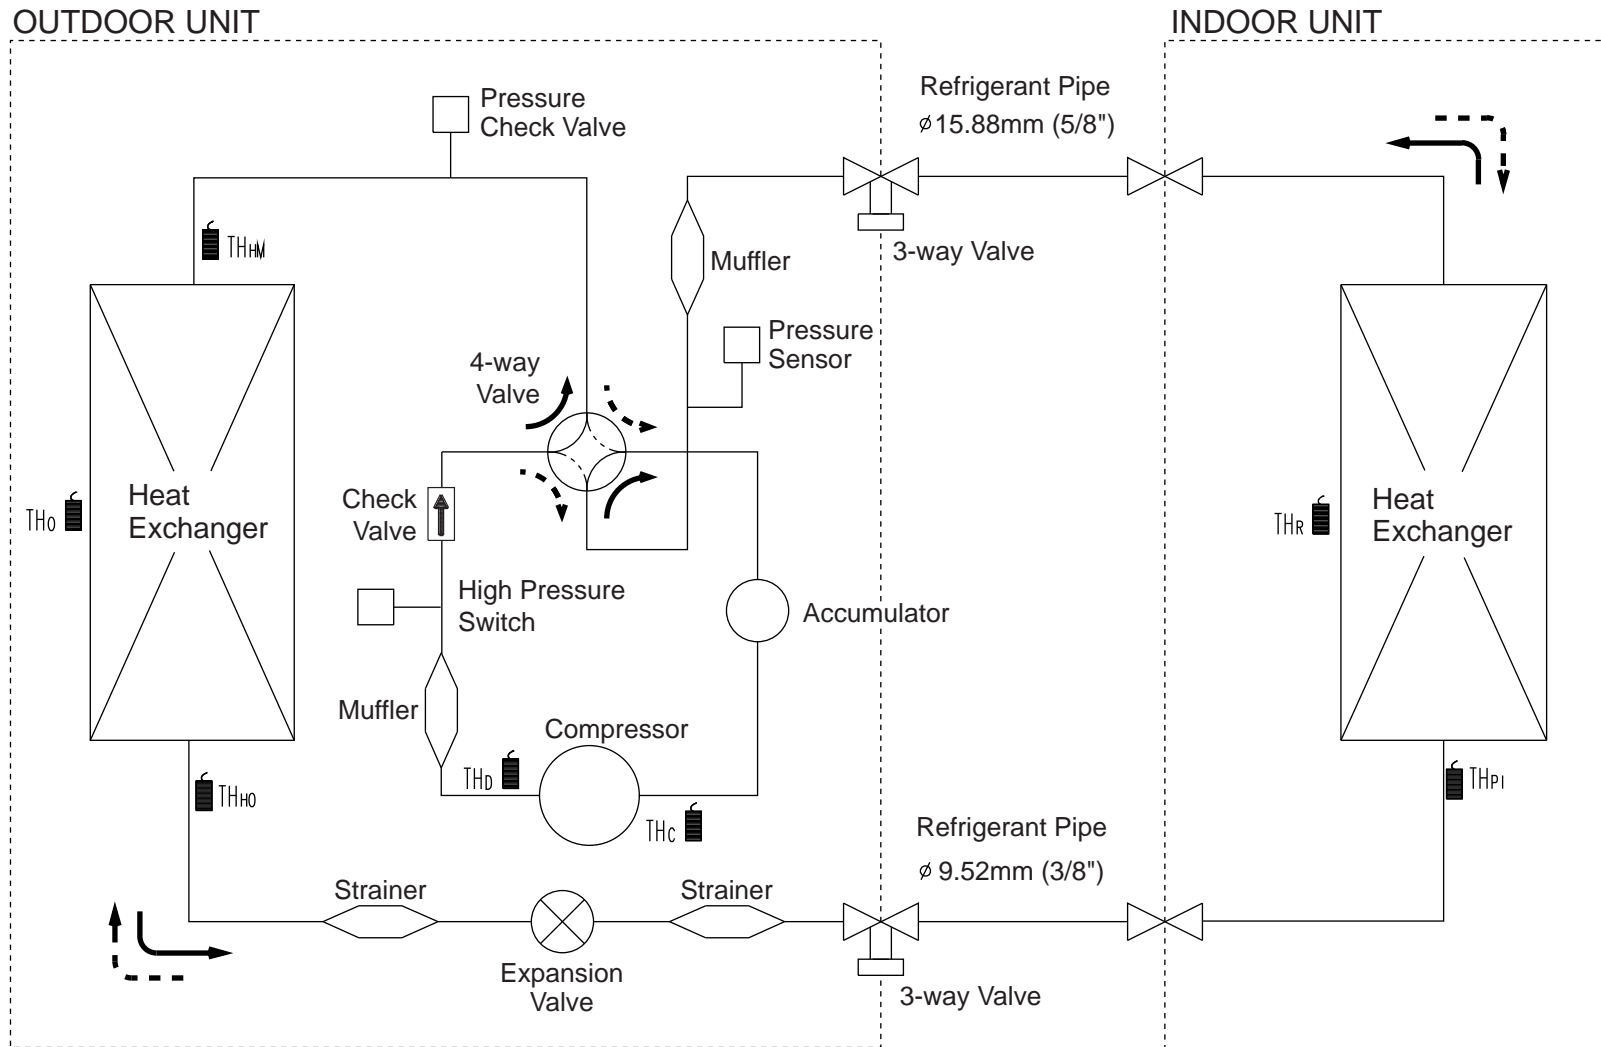 OUTDOOR UNIT
INDOOR UNIT
Pressure
Check Valve
Refrigerant Pipe
⌀15.88mm (5/8")
THHM
Muffler
3-way Valve
Pressure
Sensor
4-way
Valve
Heat
Exchanger
THO
Check
Valve
THR
Heat
Exchanger
High Pressure
Switch
Accumulator
Muffler
Compressor
THD
THHO
THC
THPI
Refrigerant Pipe
⌀ 9.52mm (3/8")
Strainer
Strainer
Expansion
Valve
3-way Valve